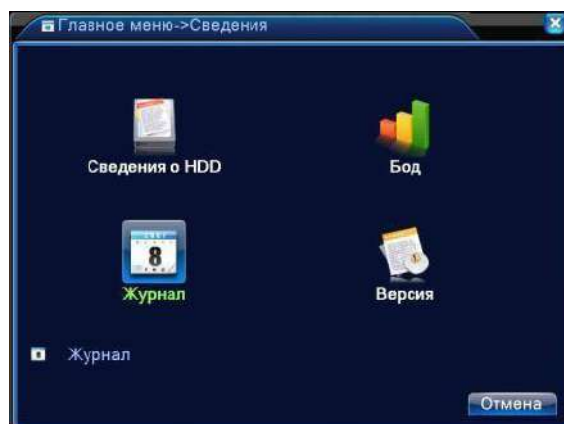 Главное меню->Сведения
Сведения о HDD
Бод
8
Журнал
Версия
Журнал
Отмена